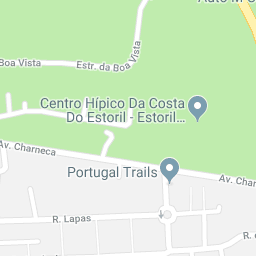 Boa Vista
Estr. da Boa Vista
Centro Hípico Da Costa
Do Estoril - Estoril...
Av. Charneca
Portugal Trails
Av. Cha
R. Lapas